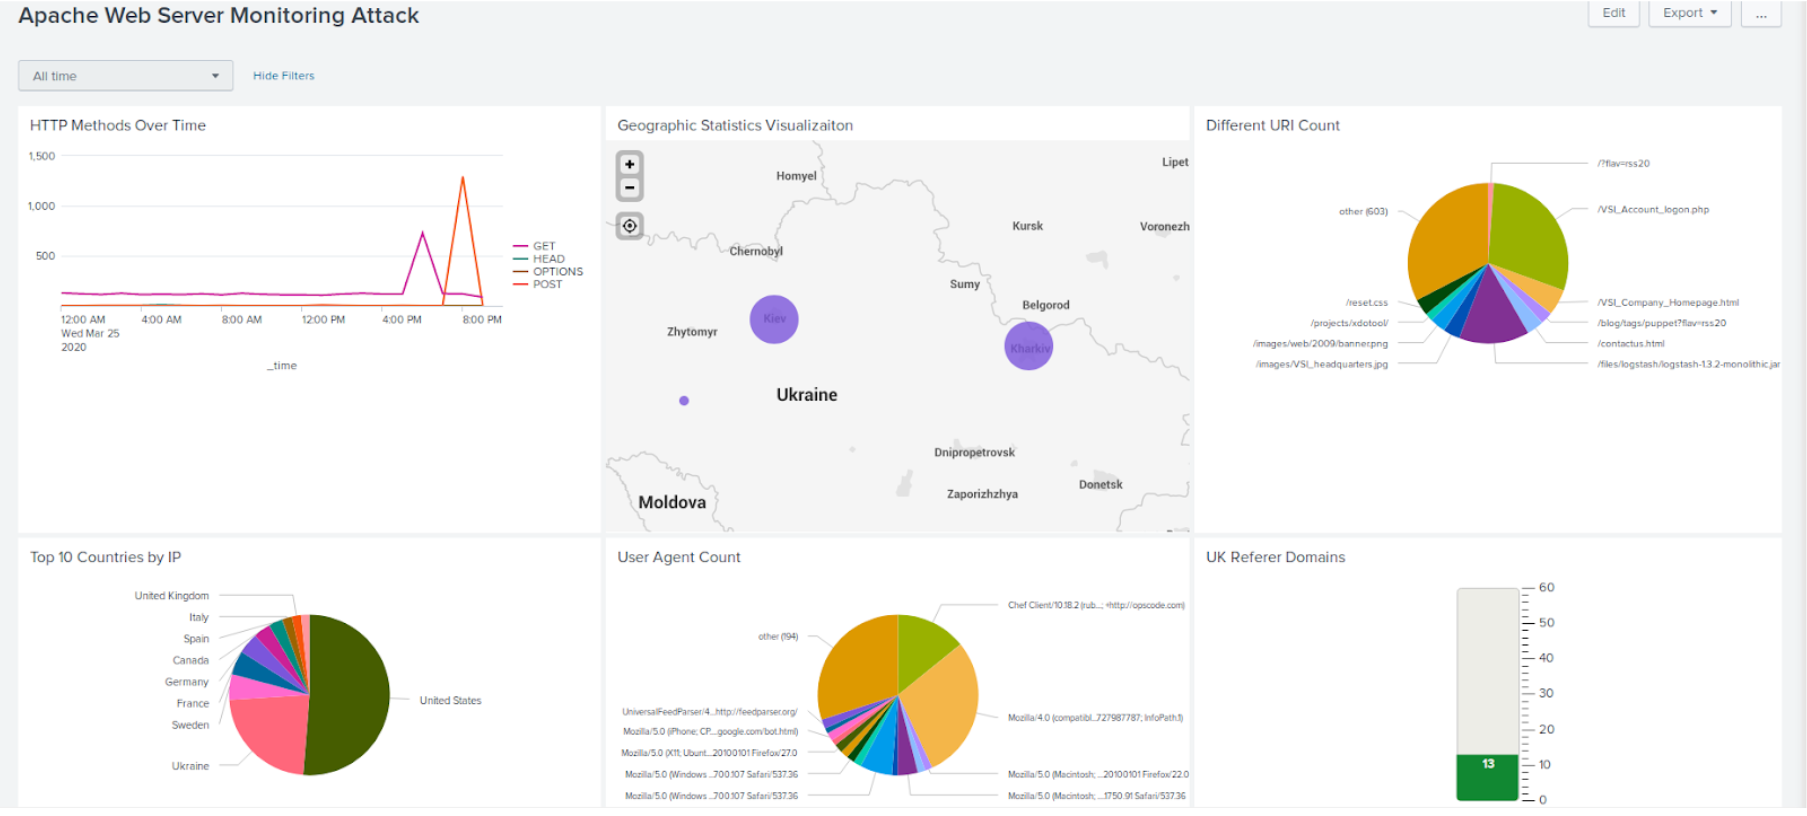 Apache Web Server Monitoring Attack
Edit
Export
...
All time
Hide Filters
HTTP Methods Over Time
1,500
1,000
500
GET
HEAD
OPTIONS
POST
12:00 AM
4:00 AM
8:00 AM
12:00 PM
4:00 PM
8:00 PM
Wed Mar 25
2020
_time
Geographic Statistics Visualizaiton
+
−
Lipet
Homyel
Kursk
Voronezh
Chernobyl
Sumy
Belgorod
Kiev
Zhytomyr
Kharkiv
Ukraine
Dnipropetrovsk
Donetsk
Zaporizhzhya
Moldova
Different URI Count
/?flav=rss20
/VSI_Account_logon.php
other (603)
/reset.css
/VSI_Company_Homepage.html
/projects/xdotool/
/blog/tags/puppet?flav=rss20
/images/web/2009/banner.png
/contactus.html
/images/VSI_headquarters.jpg
/files/logstash/logstash-1.3.2-monolithic.jar
Top 10 Countries by IP
United Kingdom
Italy
Spain
Canada
Germany
France
Sweden
Ukraine
United States
User Agent Count
Chef Client/10.18.2 (rub...; +http://opscode.com)
other (194)
UniversalFeedParser/4...http://feedparser.org/
Mozilla/4.0 (compatibl...727987787; InfoPath.1)
Mozilla/5.0 (iPhone; CP....google.com/bot.html)
Mozilla/5.0 (X11; Ubunt...20100101 Firefox/27.0
Mozilla/5.0 (Windows ...700.107 Safari/537.36
Mozilla/5.0 (Macintosh; ...20100101 Firefox/22.0
Mozilla/5.0 (Windows ...700.107 Safari/537.36
Mozilla/5.0 (Macintosh; ...1750.91 Safari/537.36
UK Referer Domains
60
50
40
30
20
10
0
13